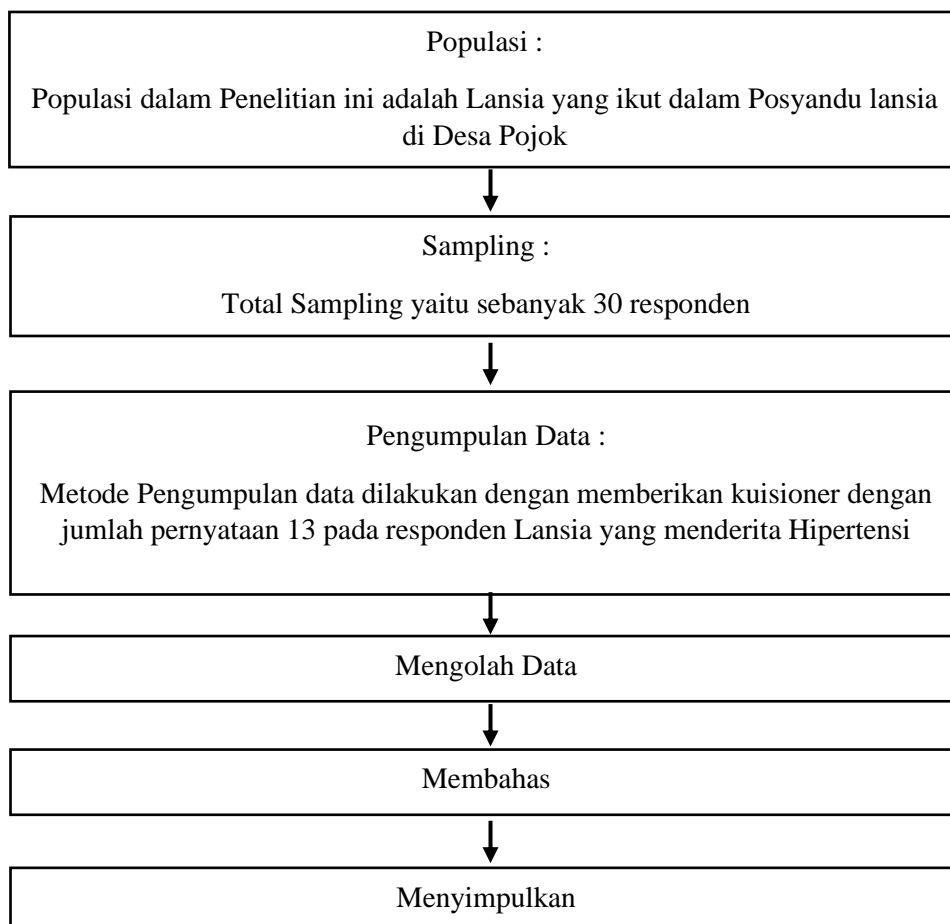 Populasi :
Populasi dalam Penelitian ini adalah Lansia yang ikut dalam Posyandu lansia
di Desa Pojok
Sampling :
Total Sampling yaitu sebanyak 30 responden
Pengumpulan Data :
Metode Pengumpulan data dilakukan dengan memberikan kuisioner dengan
jumlah pernyataan 13 pada responden Lansia yang menderita Hipertensi
Mengolah Data
Membahas
Menyimpulkan